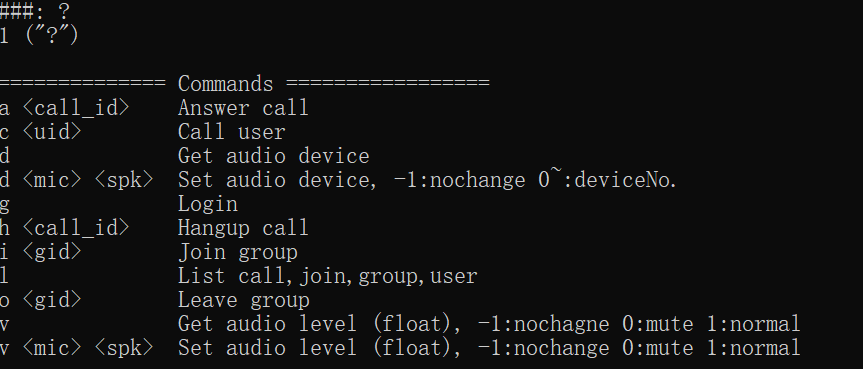 ###: ?
1 ("?")
============== Commands =================
a <call_id> Answer call
c <uid> Call user
d Get audio device
d <mic> <spk> Set audio device, -1:nochange 0~:deviceNo.
g Login
h <call_id> Hangup call
i <gid> Join group
l List call,join,group,user
o <gid> Leave group
v Get audio level (float), -1:nochagne 0:mute 1:normal
v <mic> <spk> Set audio level (float), -1:nochange 0:mute 1:normal